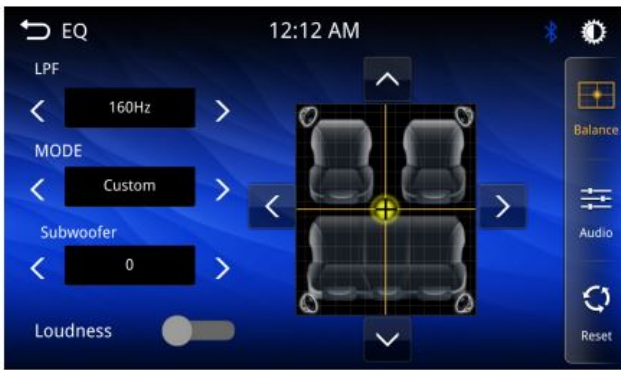 EQ
12:12 AM
LPF
160Hz
MODE
Custom
Subwoofer
0
Loudness
Balance
Audio
Reset